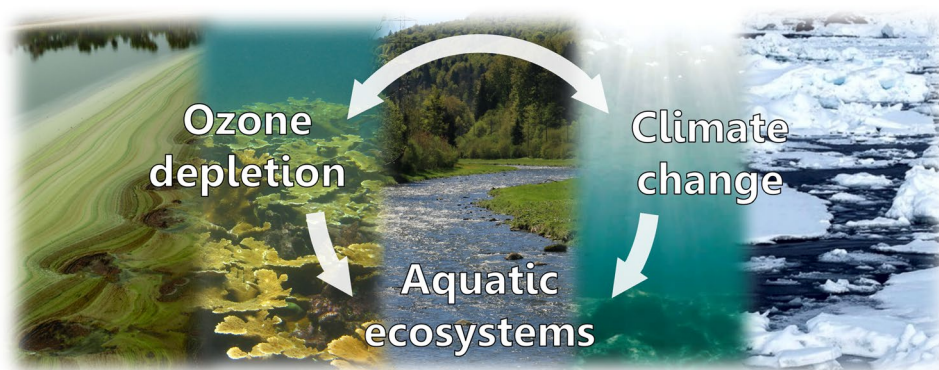 Ozone
depletion
Climate
change
Aquatic
ecosystems